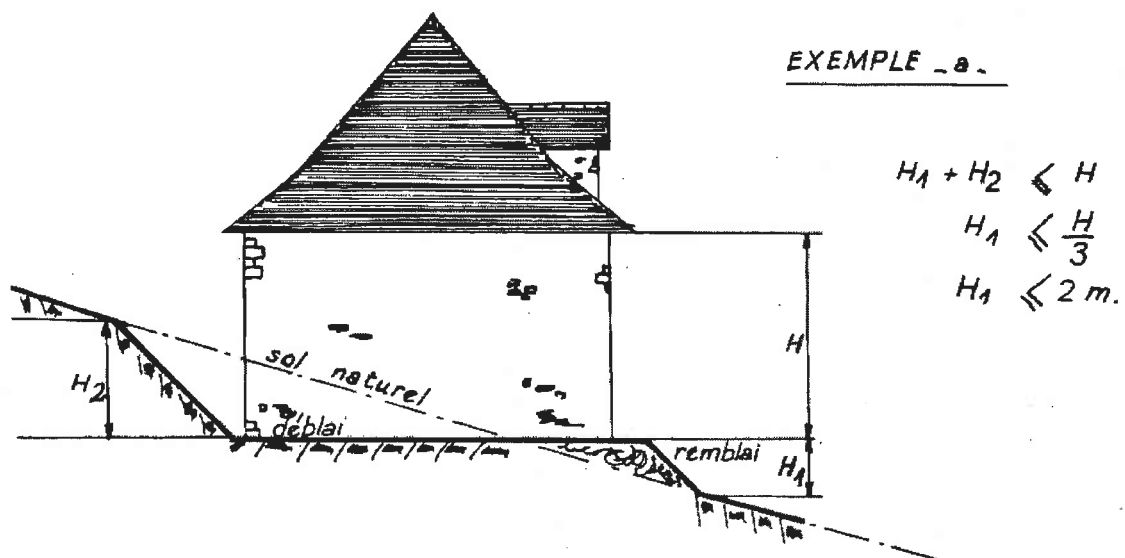 EXEMPLE _a_
H1 + H2 ⩽ H
H1 ⩽ H/3
H1 ⩽ 2 m.
H
sol naturel
H2
déblai
remblai
H1